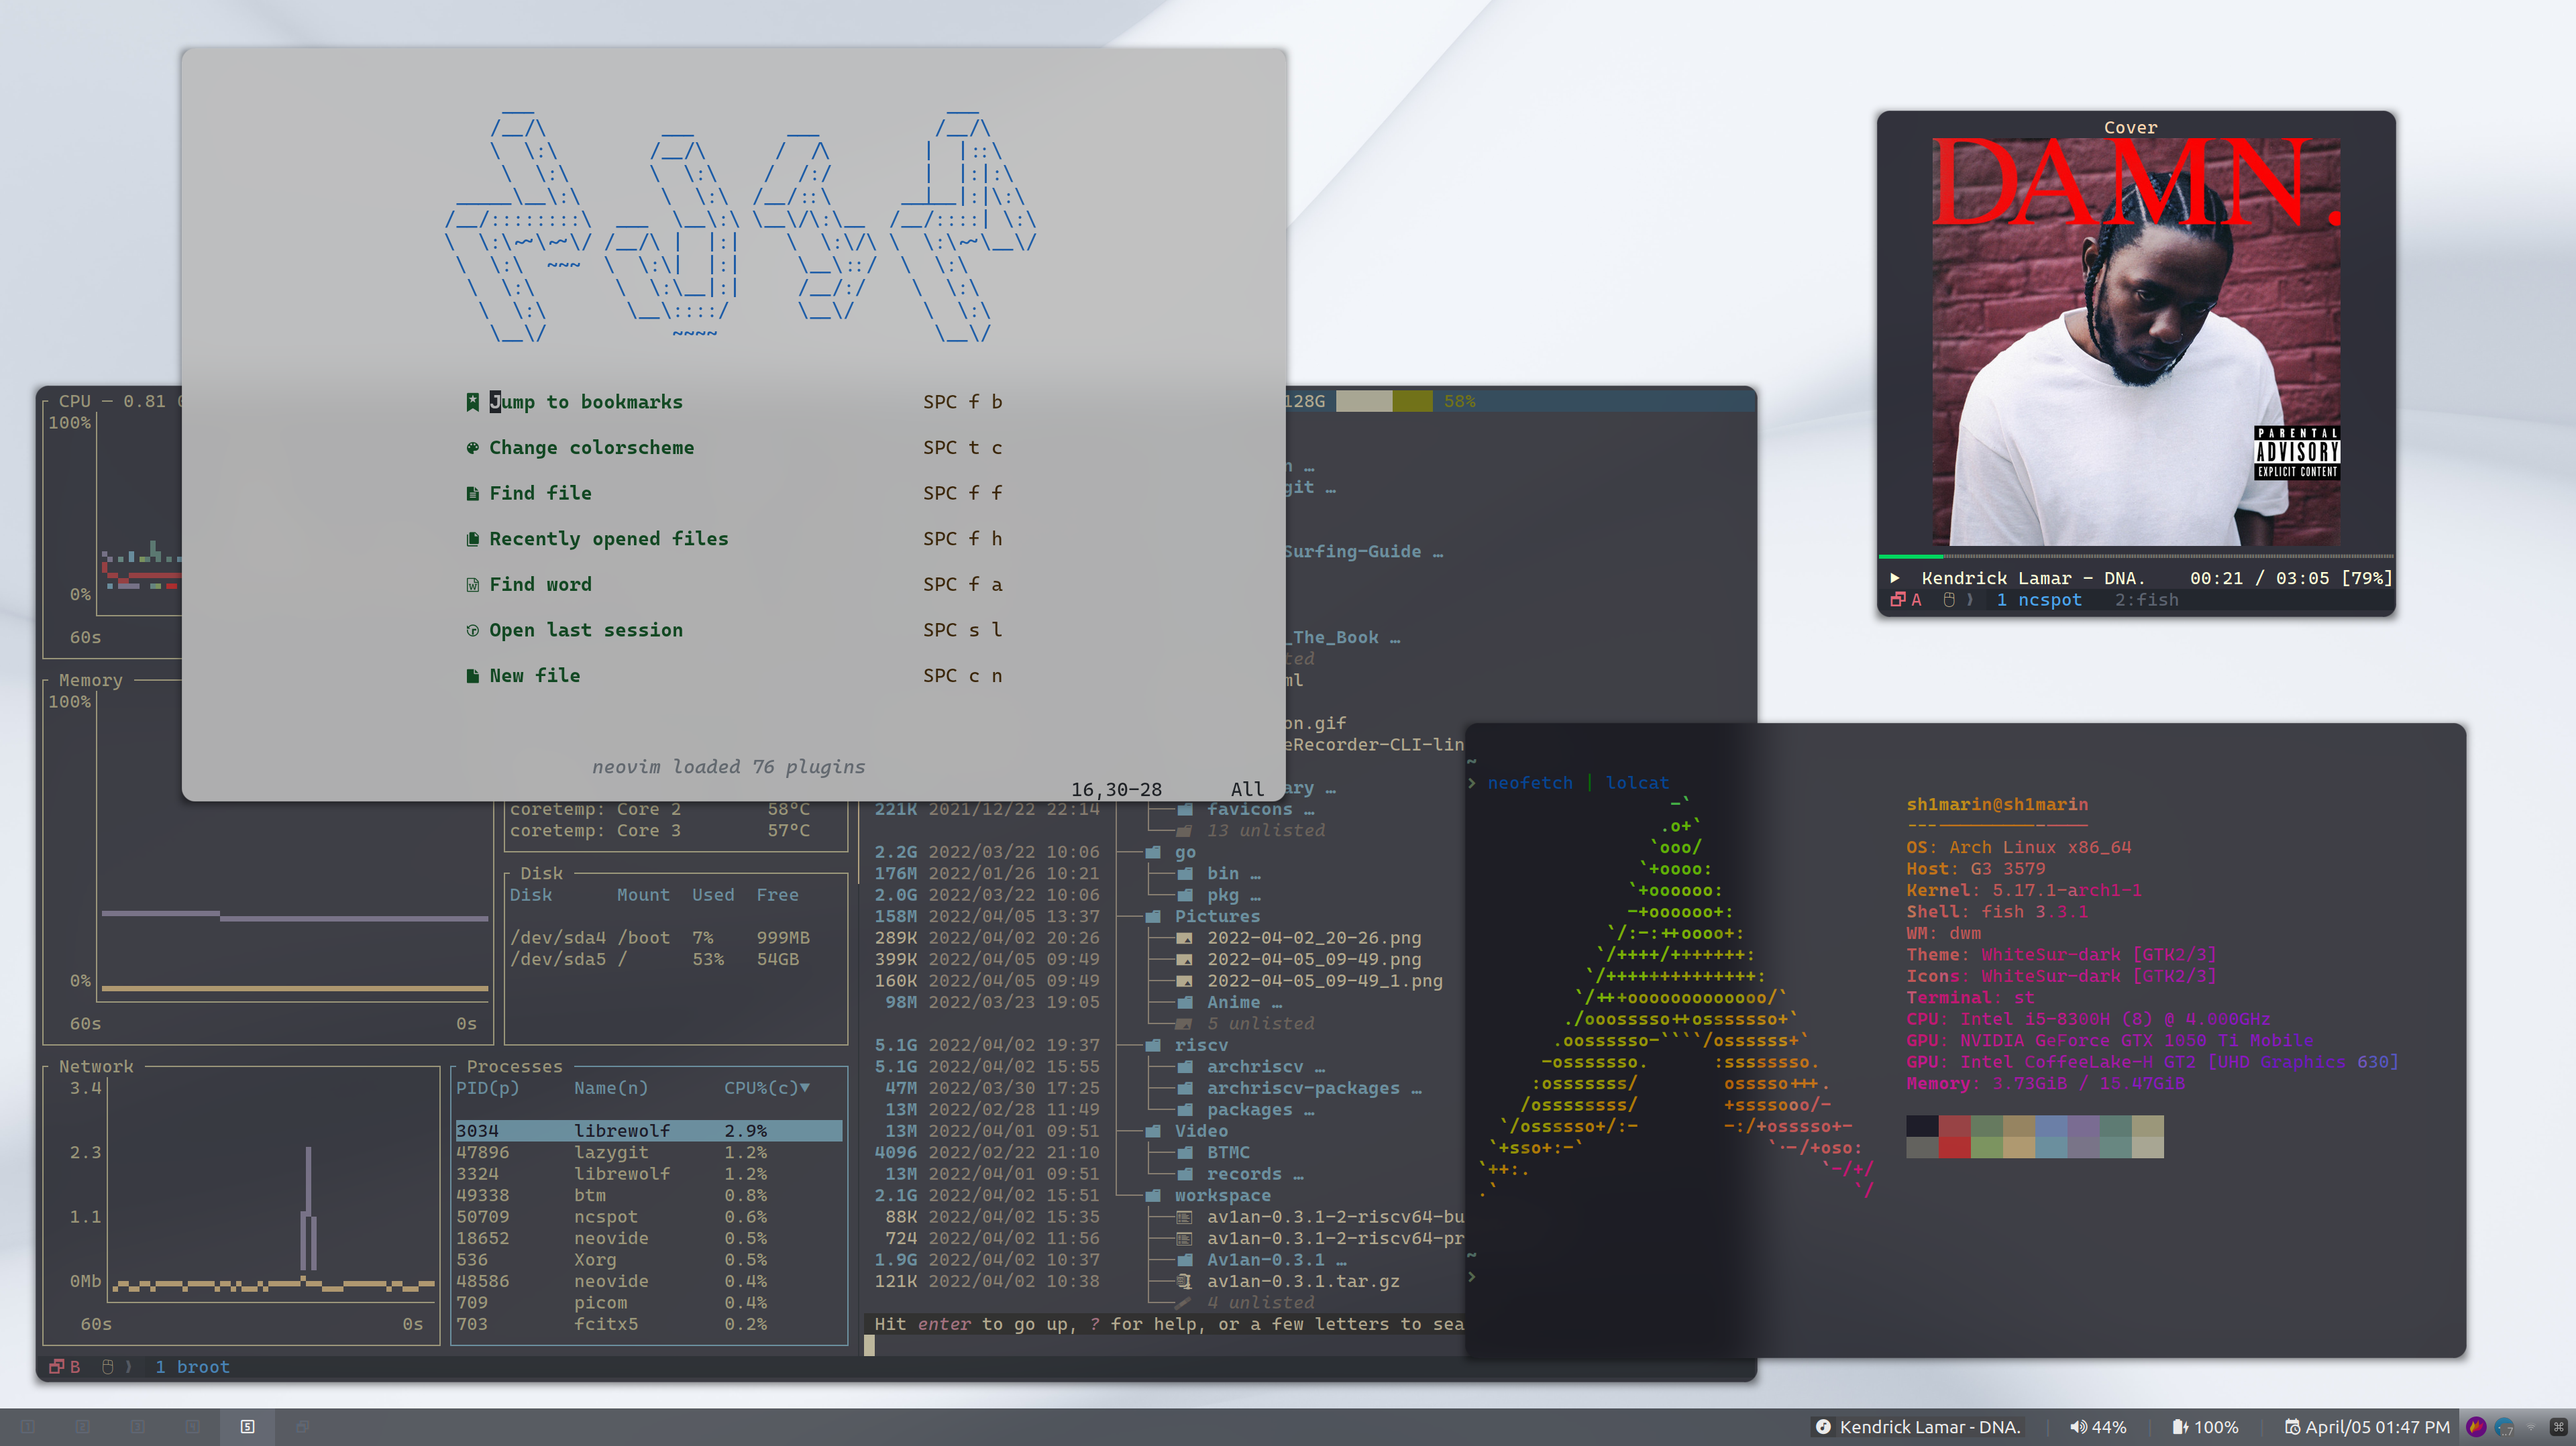 Jump to bookmarks SPC f b
Change colorscheme SPC t c
Find file SPC f f
Recently opened files SPC f h
Find word SPC f a
Open last session SPC s l
New file SPC c n
neovim loaded 76 plugins
16,30-28 All
Cover
DAMN.
PARENTAL
ADVISORY
EXPLICIT CONTENT
Kendrick Lamar - DNA. 00:21 / 03:05 [79%]
A 1 ncspot 2:fish
CPU — 0.81
100%
0%
60s
Memory
100%
0%
60s 0s
coretemp: Core 2 58°C
coretemp: Core 3 57°C
Disk
Disk Mount Used Free
/dev/sda4 /boot 7% 999MB
/dev/sda5 / 53% 54GB
Network
3.4
2.3
1.1
0Mb
60s 0s
Processes
PID(p) Name(n) CPU%(c)▼
3034 librewolf 2.9%
47896 lazygit 1.2%
3324 librewolf 1.2%
49338 btm 0.8%
50709 ncspot 0.6%
18652 neovide 0.5%
536 Xorg 0.5%
48586 neovide 0.4%
709 picom 0.4%
703 fcitx5 0.2%
B 1 broot
128G 58%
git …
Surfing-Guide …
_The_Book …
on.gif
eRecorder-CLI-lin
221K 2021/12/22 22:14 favicons …
13 unlisted
2.2G 2022/03/22 10:06 go
176M 2022/01/26 10:21 bin …
2.0G 2022/03/22 10:06 pkg …
158M 2022/04/05 13:37 Pictures
289K 2022/04/02 20:26 2022-04-02_20-26.png
399K 2022/04/05 09:49 2022-04-05_09-49.png
160K 2022/04/05 09:49 2022-04-05_09-49_1.png
98M 2022/03/23 19:05 Anime …
5 unlisted
5.1G 2022/04/02 19:37 riscv
5.1G 2022/04/02 15:55 archriscv …
47M 2022/03/30 17:25 archriscv-packages …
13M 2022/02/28 11:49 packages …
13M 2022/04/01 09:51 Video
4096 2022/02/22 21:10 BTMC
13M 2022/04/01 09:51 records …
2.1G 2022/04/02 15:51 workspace
88K 2022/04/02 15:35 av1an-0.3.1-2-riscv64-bu
724 2022/04/02 11:56 av1an-0.3.1-2-riscv64-pr
1.9G 2022/04/02 10:37 Av1an-0.3.1 …
121K 2022/04/02 10:38 av1an-0.3.1.tar.gz
4 unlisted
Hit enter to go up, ? for help, or a few letters to sea
~
> neofetch | lolcat
sh1marin@sh1marin
OS: Arch Linux x86_64
Host: G3 3579
Kernel: 5.17.1-arch1-1
Shell: fish 3.3.1
WM: dwm
Theme: WhiteSur-dark [GTK2/3]
Icons: WhiteSur-dark [GTK2/3]
Terminal: st
CPU: Intel i5-8300H (8) @ 4.000GHz
GPU: NVIDIA GeForce GTX 1050 Ti Mobile
GPU: Intel CoffeeLake-H GT2 [UHD Graphics 630]
Memory: 3.73GiB / 15.47GiB
~
>
1 2 3 4 5
Kendrick Lamar - DNA. 44% 100% April/05 01:47 PM